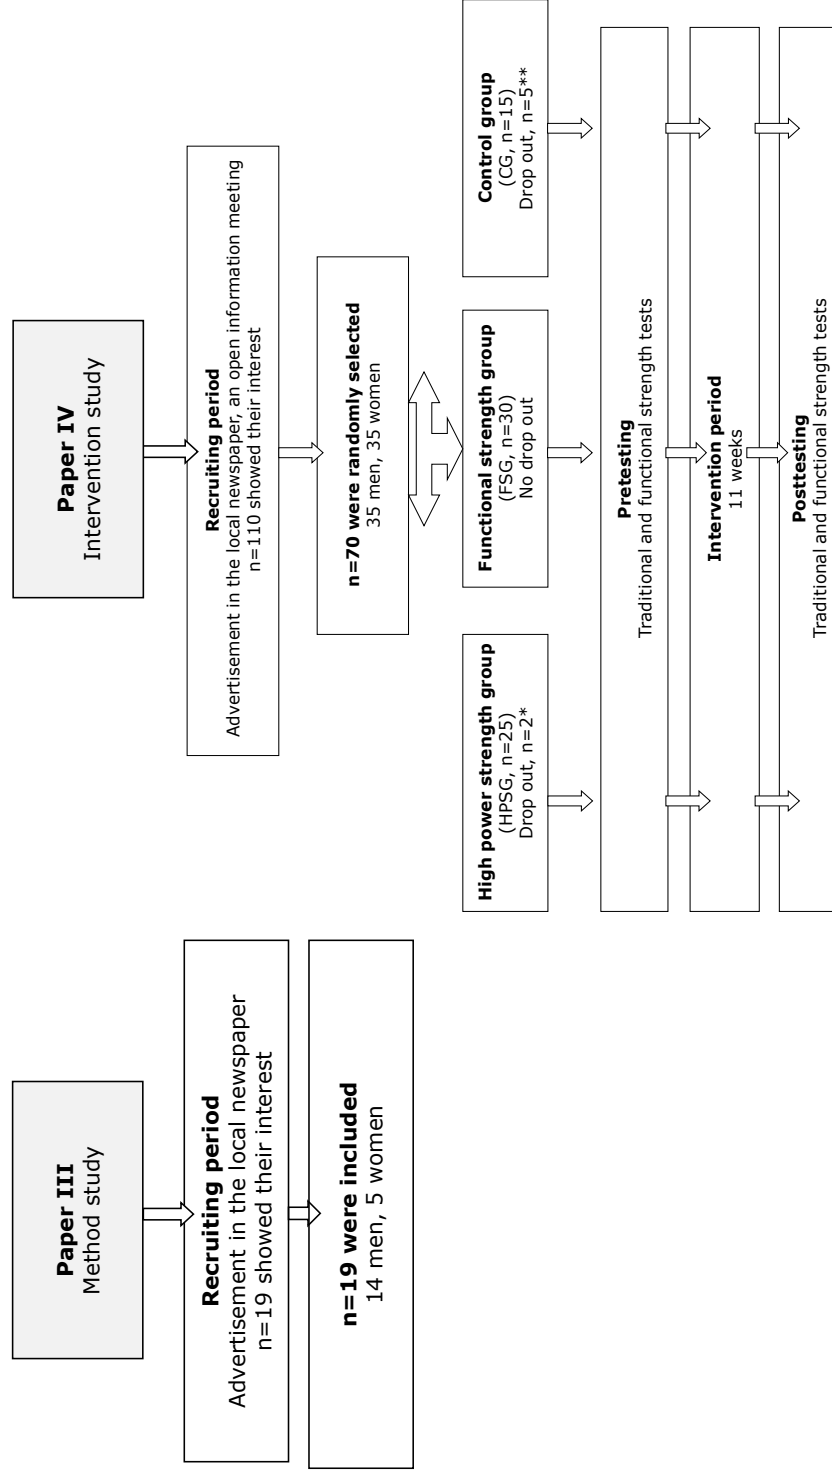 Paper III
Method study
Recruiting period
Advertisement in the local newspaper
n=19 showed their interest
n=19 were included
14 men, 5 women
Paper IV
Intervention study
Recruiting period
Advertisement in the local newspaper, an open information meeting
n=110 showed their interest
n=70 were randomly selected
35 men, 35 women
High power strength group
(HPSG, n=25)
Drop out, n=2*
Functional strength group
(FSG, n=30)
No drop out
Control group
(CG, n=15)
Drop out, n=5**
Pretesting
Traditional and functional strength tests
Intervention period
11 weeks
Posttesting
Traditional and functional strength tests